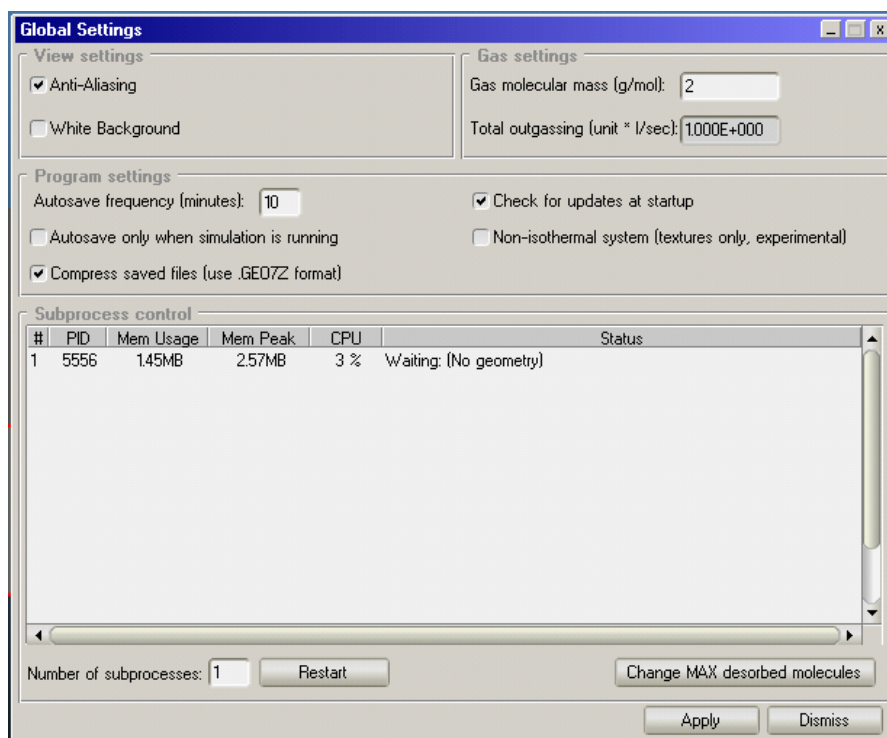 Global Settings
View settings
Anti-Aliasing
White Background
Gas settings
Gas molecular mass (g/mol): 2
Total outgassing (unit * l/sec): 1.000E+000
Program settings
Autosave frequency (minutes): 10
Autosave only when simulation is running
Compress saved files (use .GEO7Z format)
Check for updates at startup
Non-isothermal system (textures only, experimental)
Subprocess control
# PID Mem Usage Mem Peak CPU Status
1 5556 1.45MB 2.57MB 3 % Waiting: (No geometry)
Number of subprocesses: 1 Restart Change MAX desorbed molecules
Apply Dismiss